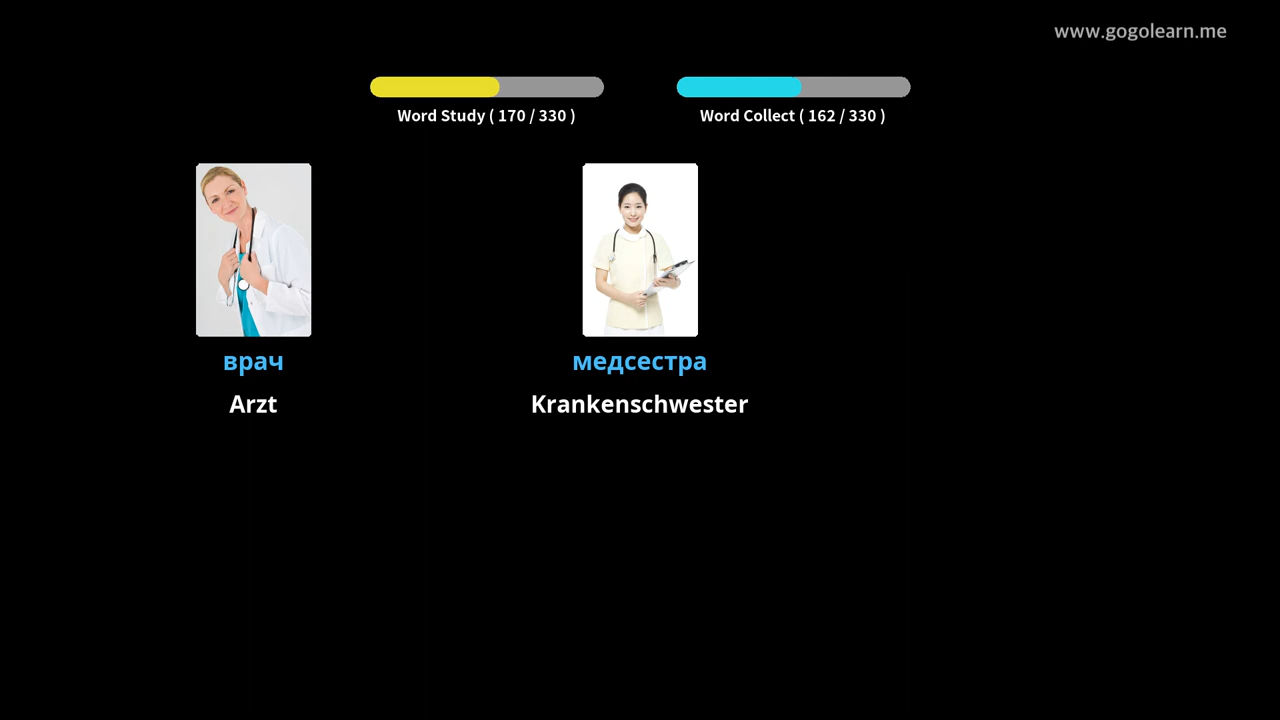 www.gogolearn.me
Word Study ( 170 / 330 )
Word Collect ( 162 / 330 )
врач
медсестра
Arzt
Krankenschwester